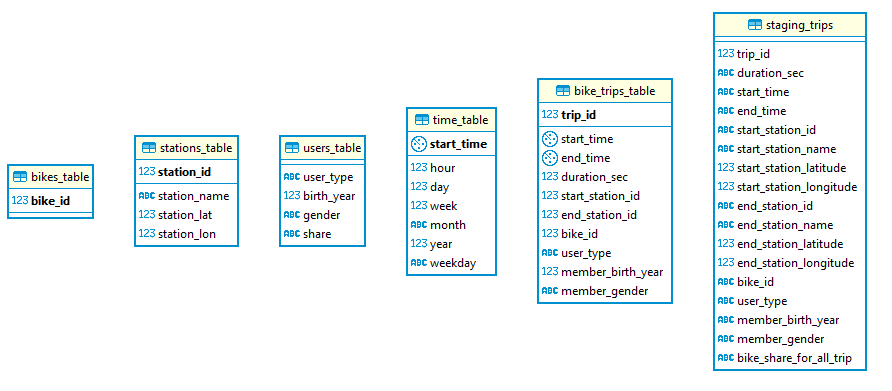 bikes_table
123 bike_id
stations_table
123 station_id
ABC station_name
123 station_lat
123 station_lon
users_table
ABC user_type
123 birth_year
ABC gender
ABC share
time_table
start_time
123 hour
123 day
123 week
ABC month
123 year
ABC weekday
bike_trips_table
123 trip_id
start_time
end_time
123 duration_sec
123 start_station_id
123 end_station_id
123 bike_id
ABC user_type
123 member_birth_year
ABC member_gender
staging_trips
123 trip_id
ABC duration_sec
ABC start_time
ABC end_time
ABC start_station_id
ABC start_station_name
123 start_station_latitude
123 start_station_longitude
ABC end_station_id
ABC end_station_name
123 end_station_latitude
123 end_station_longitude
ABC bike_id
ABC user_type
ABC member_birth_year
ABC member_gender
ABC bike_share_for_all_trip